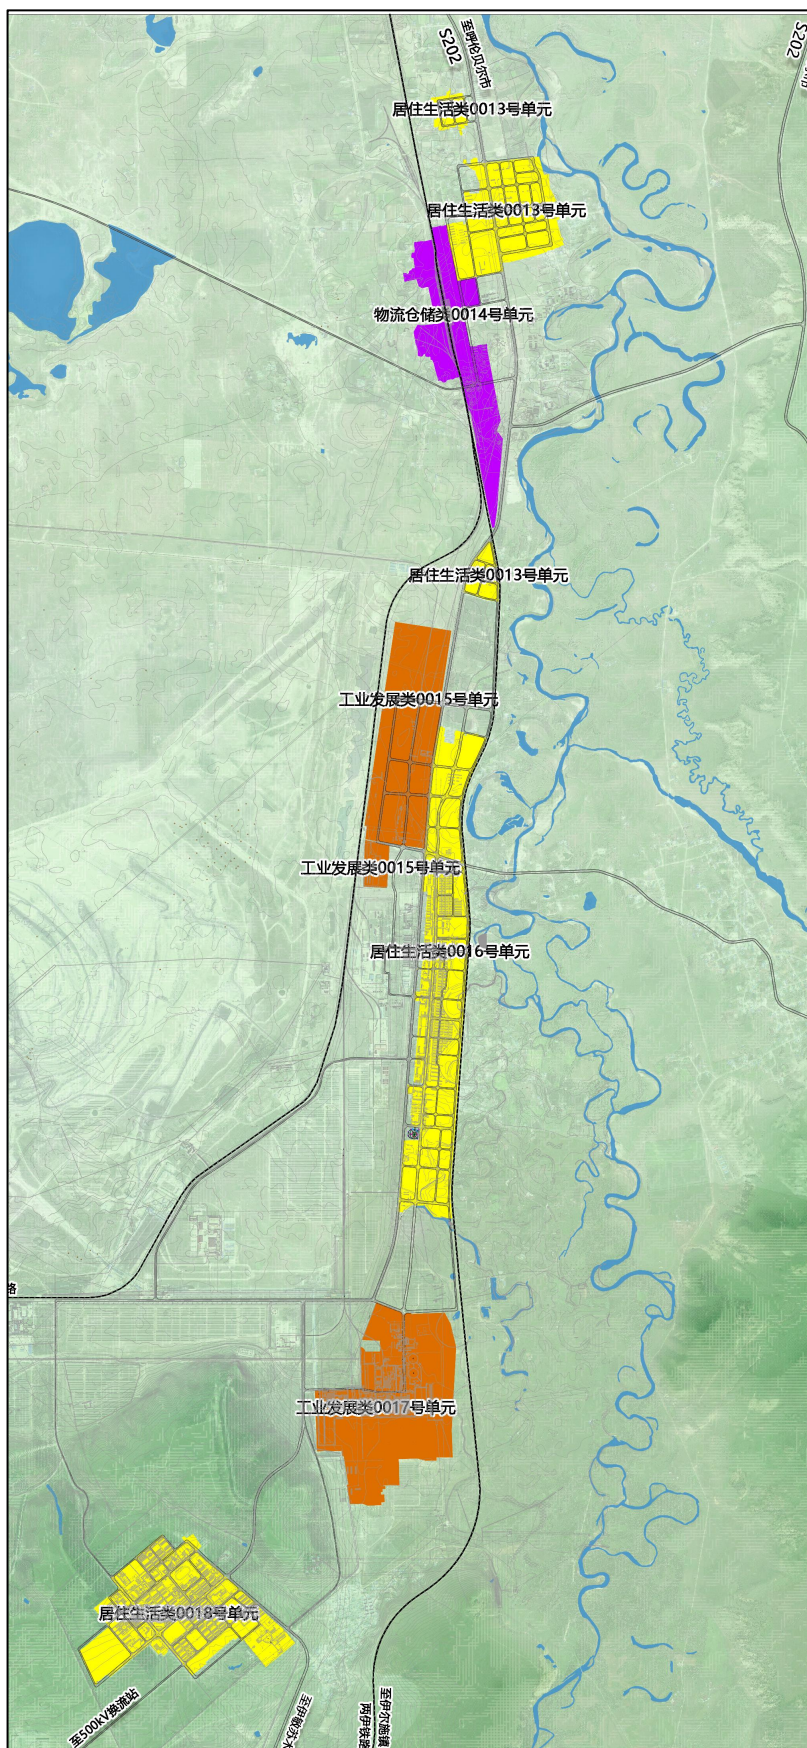 S202
至呼伦贝尔市
S202
居住生活类0013号单元
居住生活类0013号单元
物流仓储类0014号单元
居住生活类0013号单元
工业发展类0015号单元
工业发展类0015号单元
居住生活类0016号单元
路
工业发展类0017号单元
居住生活类0018号单元
至500kV换流站
至伊敏苏木
至伊尔施镇
两伊铁路